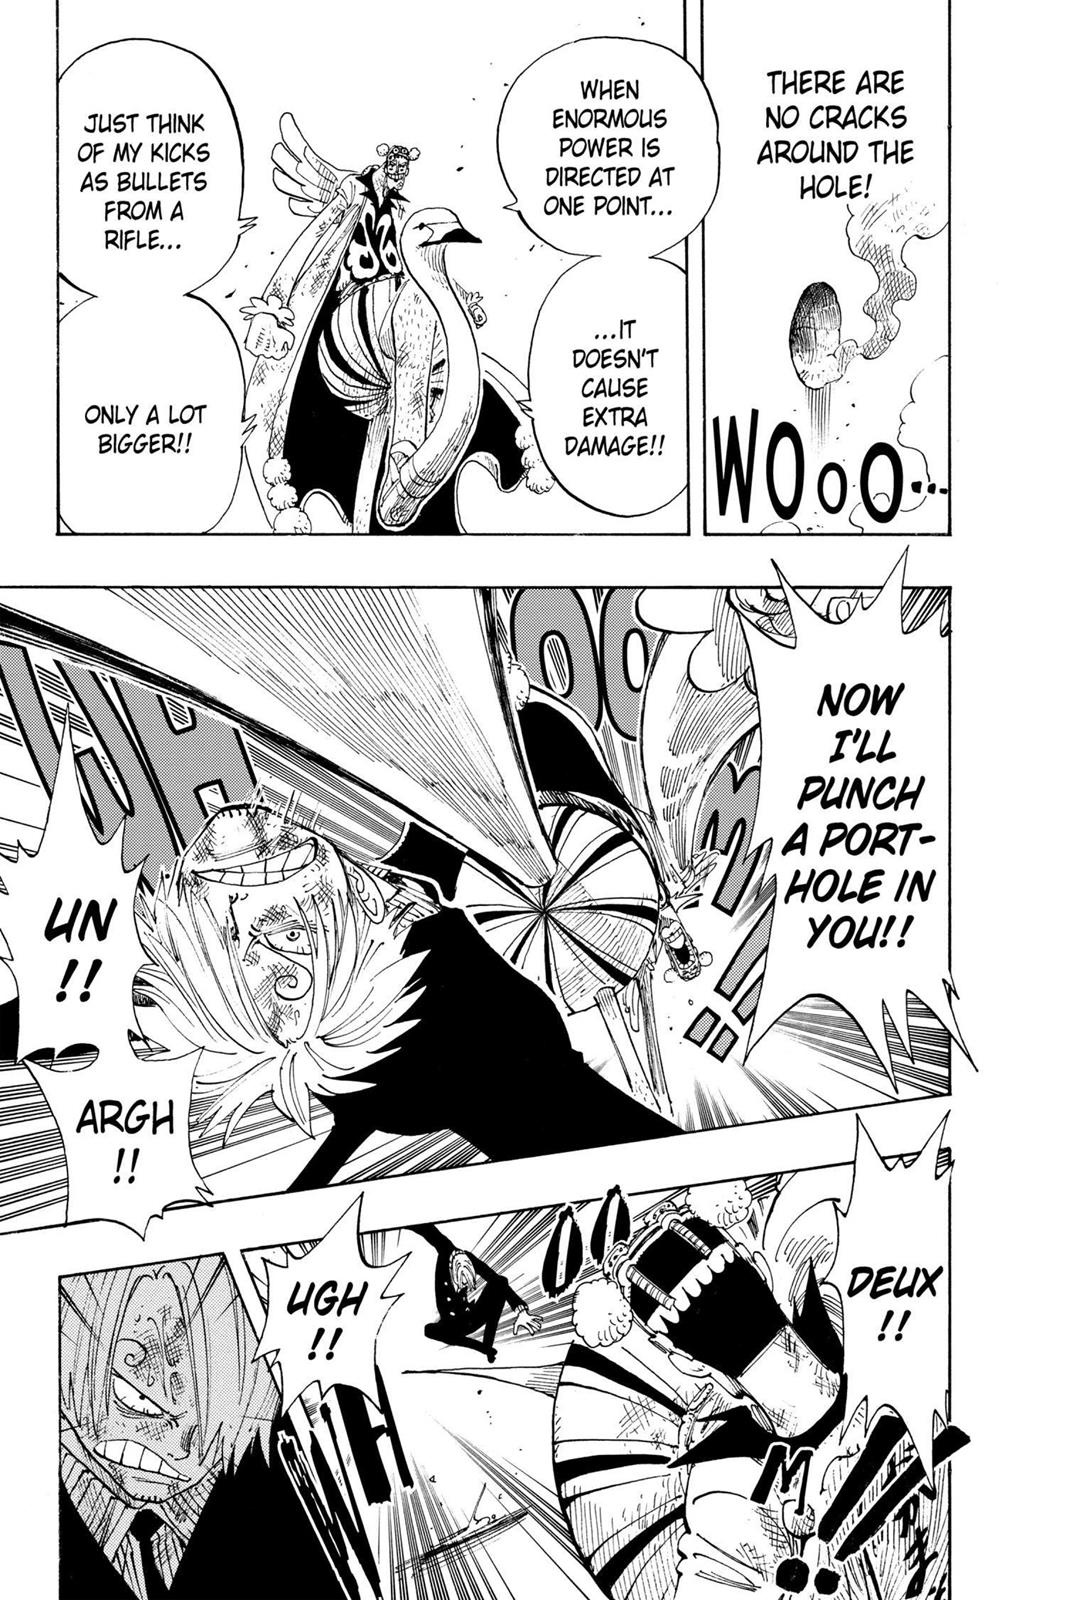 THERE ARE
NO CRACKS
AROUND THE
HOLE!
WOOO...
WHEN
ENORMOUS
POWER IS
DIRECTED AT
ONE POINT...
...IT
DOESN'T
CAUSE
EXTRA
DAMAGE!!
JUST THINK
OF MY KICKS
AS BULLETS
FROM A
RIFLE...
ONLY A LOT
BIGGER!!
NOW
I'LL
PUNCH
A PORT-
HOLE IN
YOU!!
UN
!!
ARGH
!!
DEUX
!!
UGH
!!